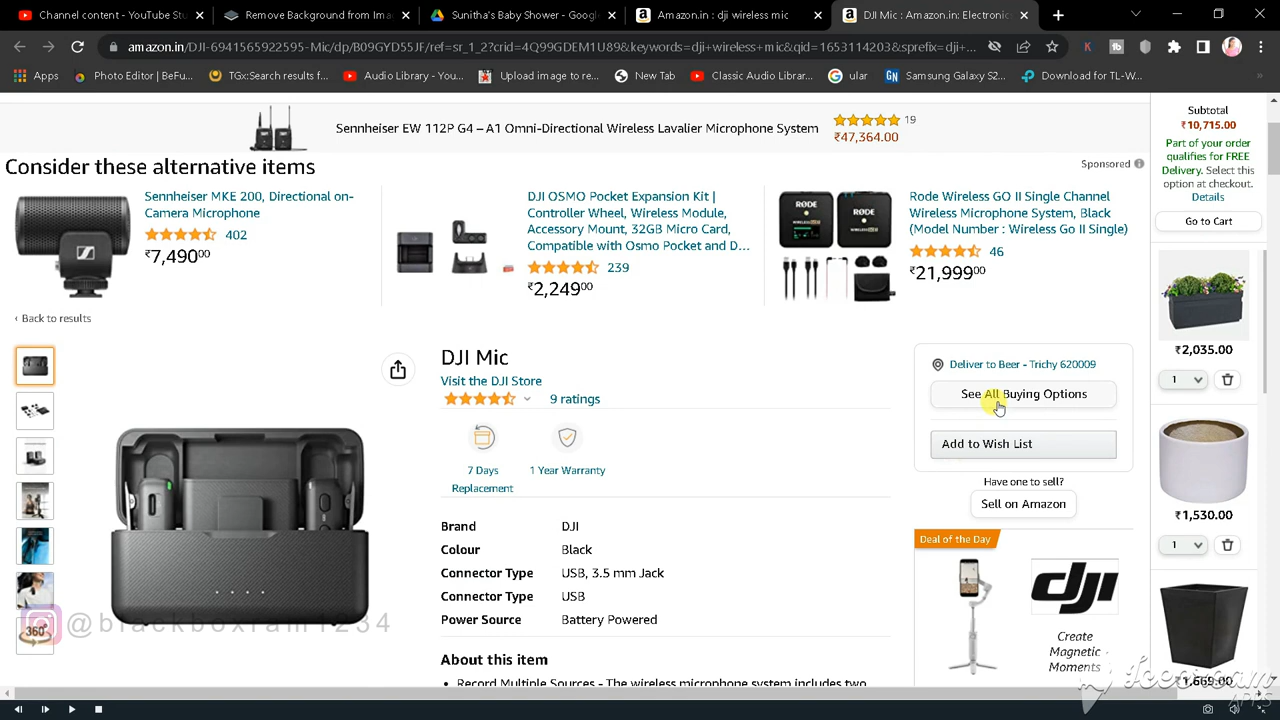 Channel content - YouTube Stu
Remove Background from Ima
Sunitha's Baby Shower - Google
Amazon.in : dji wireless mic
DJI Mic : Amazon.in: Electronics
amazon.in/DJI-6941565922595-Mic/dp/B09GYD55JF/ref=sr_1_2?crid=4Q99GDEM1U89&keywords=dji+wireless+mic&qid=1653114203&sprefix=dji+...
Apps
Photo Editor | BeFu...
TGx:Search results f...
Audio Library - You...
Upload image to re...
New Tab
Classic Audio Librar...
ular
Samsung Galaxy S2...
Download for TL-W...
Sennheiser EW 112P G4 – A1 Omni-Directional Wireless Lavalier Microphone System
19
₹47,364.00
Consider these alternative items
Sponsored
Sennheiser MKE 200, Directional on-
Camera Microphone
402
₹7,49000
DJI OSMO Pocket Expansion Kit |
Controller Wheel, Wireless Module,
Accessory Mount, 32GB Micro Card,
Compatible with Osmo Pocket and D...
239
₹2,24900
RØDE
RØDE
Rode Wireless GO II Single Channel
Wireless Microphone System, Black
(Model Number : Wireless Go II Single)
46
₹21,99900
‹ Back to results
360°
DJI Mic
Visit the DJI Store
9 ratings
7 Days
Replacement
1 Year Warranty
Brand DJI
Colour Black
Connector Type USB, 3.5 mm Jack
Connector Type USB
Power Source Battery Powered
About this item
• Record Multiple Sources - The wireless microphone system includes two
Deliver to Beer - Trichy 620009
See All Buying Options
Add to Wish List
Have one to sell?
Sell on Amazon
Deal of the Day
dji
Create
Magnetic
Moments
Subtotal
₹10,715.00
Part of your order
qualifies for FREE
Delivery. Select this
option at checkout.
Details
Go to Cart
₹2,035.00
1
₹1,530.00
1
₹1,669.00
@blackboxram1234
Icecream
APPS